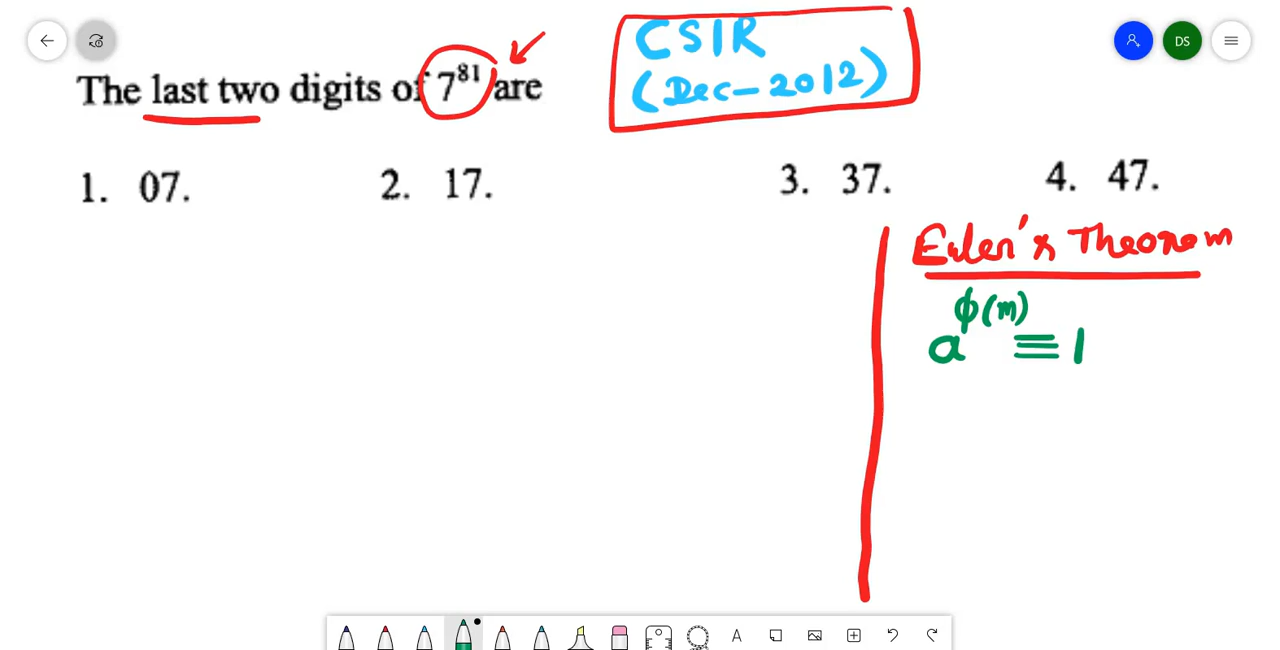 CSIR
(Dec-2012)
DS
The last two digits of 7^81 are
1. 07.
2. 17.
3. 37.
4. 47.
Euler's Theorem
a^ϕ(m) ≡ 1
A